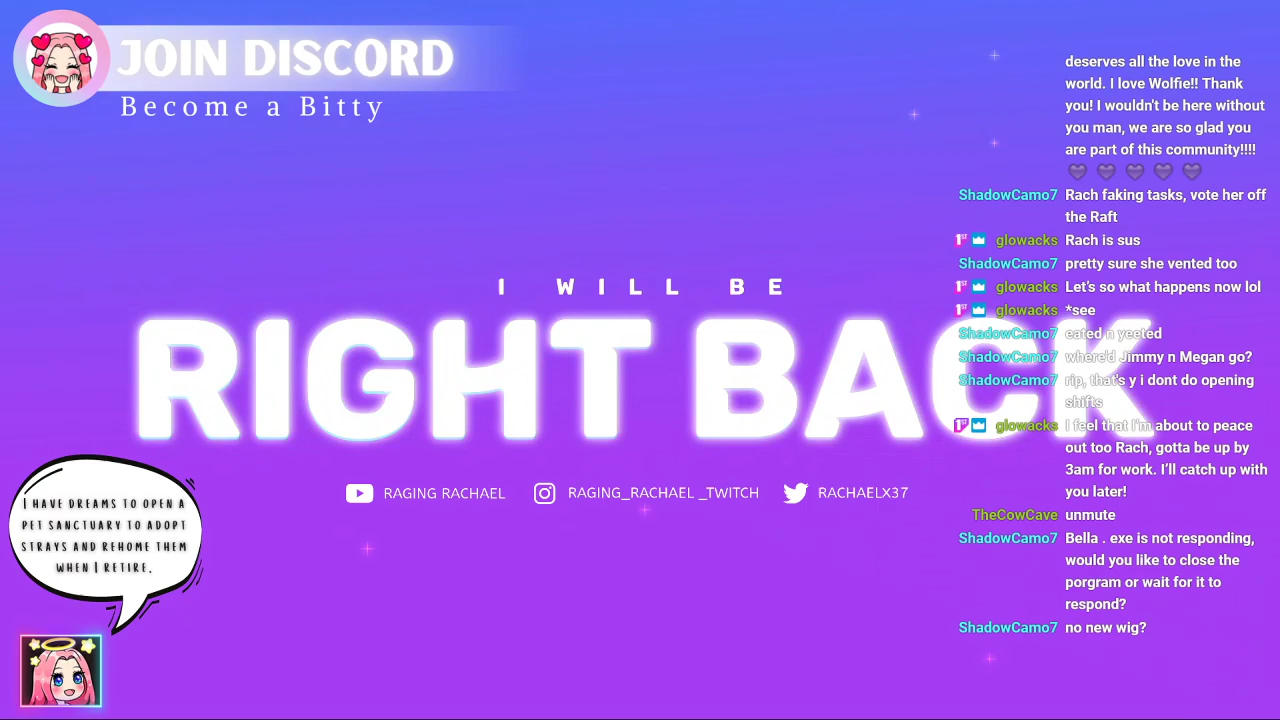 JOIN DISCORD
Become a Bitty
I WILL BE
RIGHT BACK
RAGING RACHAEL
RAGING_RACHAEL _TWITCH
RACHAELX37
I HAVE DREAMS TO OPEN A
PET SANCTUARY TO ADOPT
STRAYS AND REHOME THEM
WHEN I RETIRE.
deserves all the love in the
world. I love Wolfie!! Thank
you! I wouldn't be here without
you man, we are so glad you
are part of this community!!!!
ShadowCamo7 Rach faking tasks, vote her off
the Raft
1ST glowacks Rach is sus
ShadowCamo7 pretty sure she vented too
1ST glowacks Let's so what happens now lol
1ST glowacks *see
ShadowCamo7 eated n yeeted
ShadowCamo7 where'd Jimmy n Megan go?
ShadowCamo7 rip, that's y i dont do opening
shifts
1ST glowacks I feel that I'm about to peace
out too Rach, gotta be up by
3am for work. I'll catch up with
you later!
TheCowCave unmute
ShadowCamo7 Bella . exe is not responding,
would you like to close the
porgram or wait for it to
respond?
ShadowCamo7 no new wig?